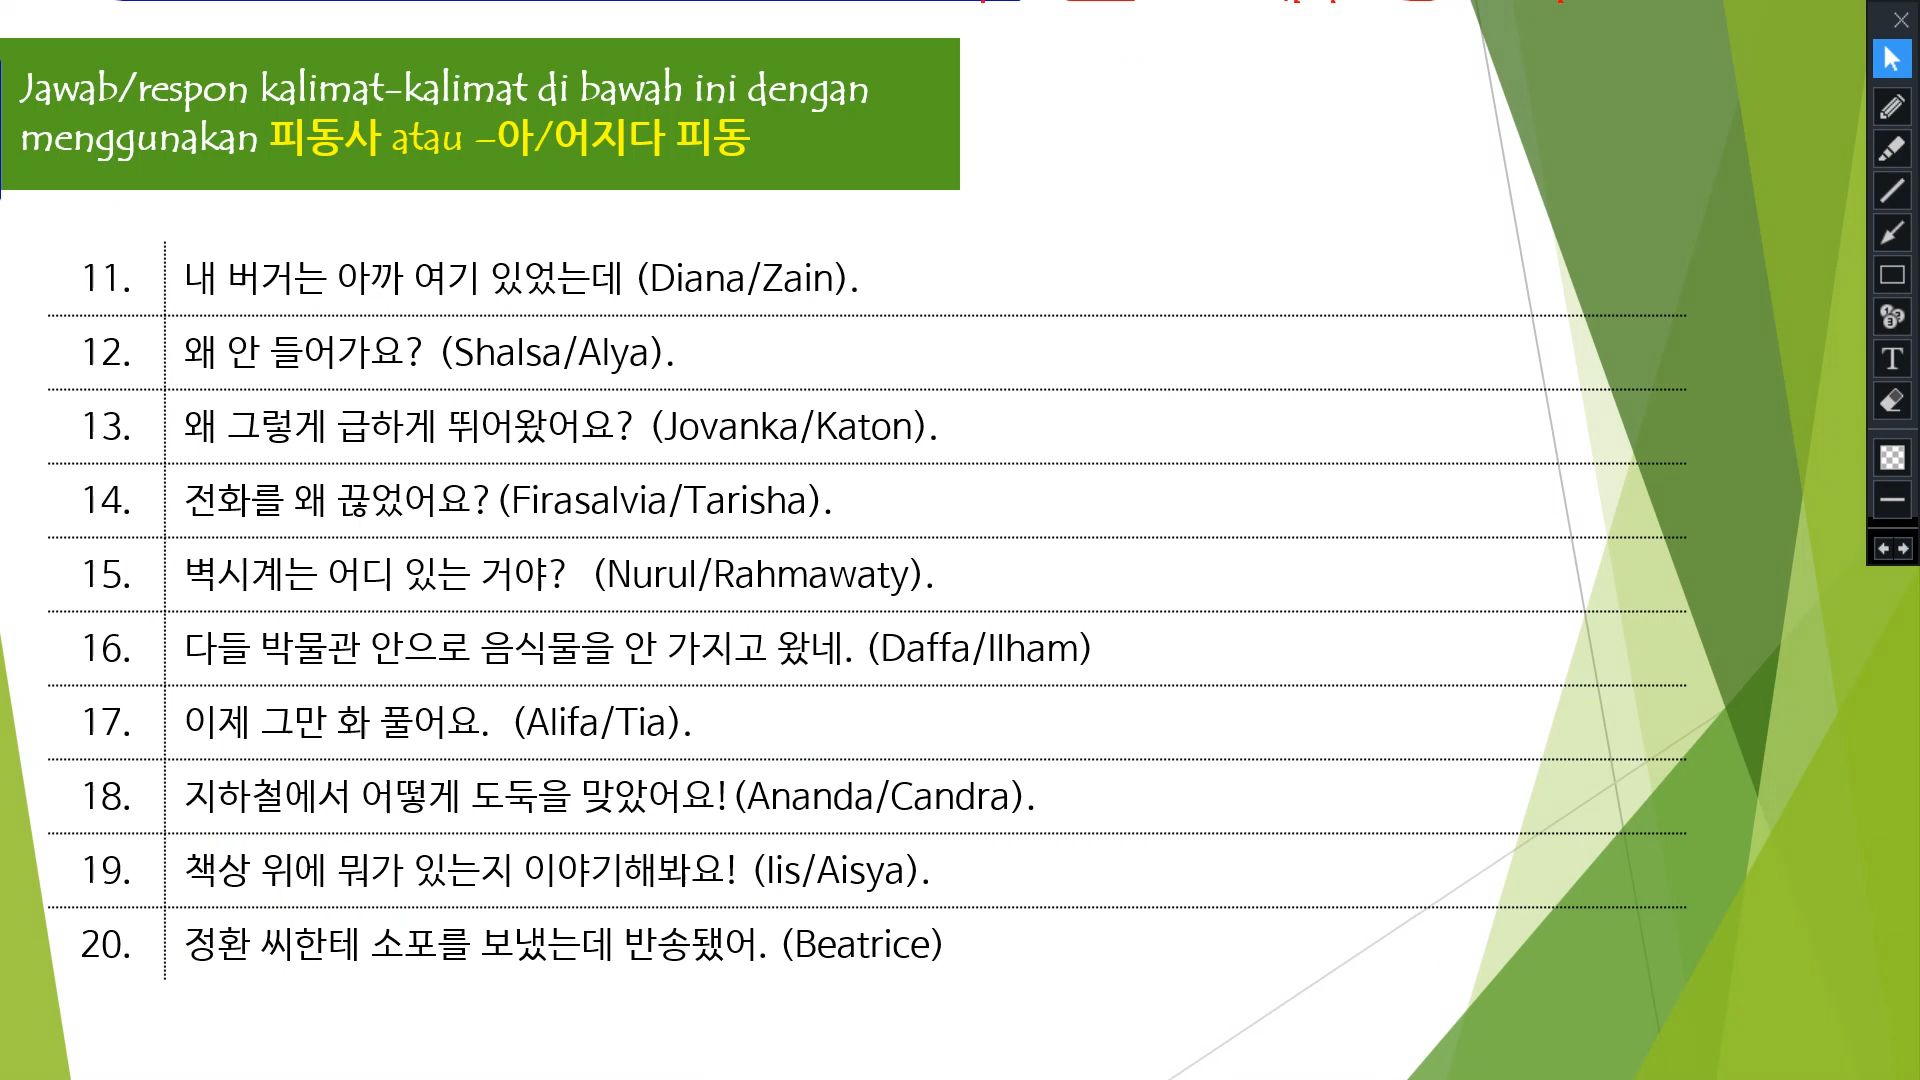 Jawab/respon kalimat-kalimat di bawah ini dengan
menggunakan 피동사 atau –아/어지다 피동
11. 내 버거는 아까 여기 있었는데 (Diana/Zain).
12. 왜 안 들어가요? (Shalsa/Alya).
13. 왜 그렇게 급하게 뛰어왔어요? (Jovanka/Katon).
14. 전화를 왜 끊었어요? (Firasalvia/Tarisha).
15. 벽시계는 어디 있는 거야? (Nurul/Rahmawaty).
16. 다들 박물관 안으로 음식물을 안 가지고 왔네. (Daffa/Ilham)
17. 이제 그만 화 풀어요. (Alifa/Tia).
18. 지하철에서 어떻게 도둑을 맞았어요! (Ananda/Candra).
19. 책상 위에 뭐가 있는지 이야기해봐요! (Iis/Aisya).
20. 정환 씨한테 소포를 보냈는데 반송됐어. (Beatrice)